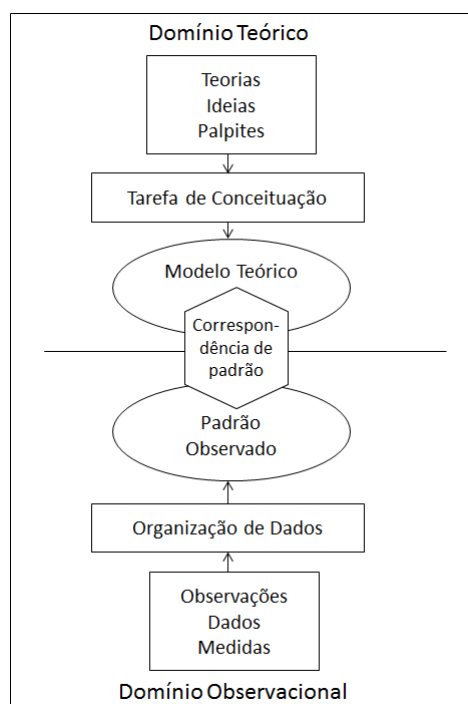 Domínio Teórico
Teorias
Ideias
Palpites
Tarefa de Conceituação
Modelo Teórico
Correspon-
dência de
padrão
Padrão
Observado
Organização de Dados
Observações
Dados
Medidas
Domínio Observacional